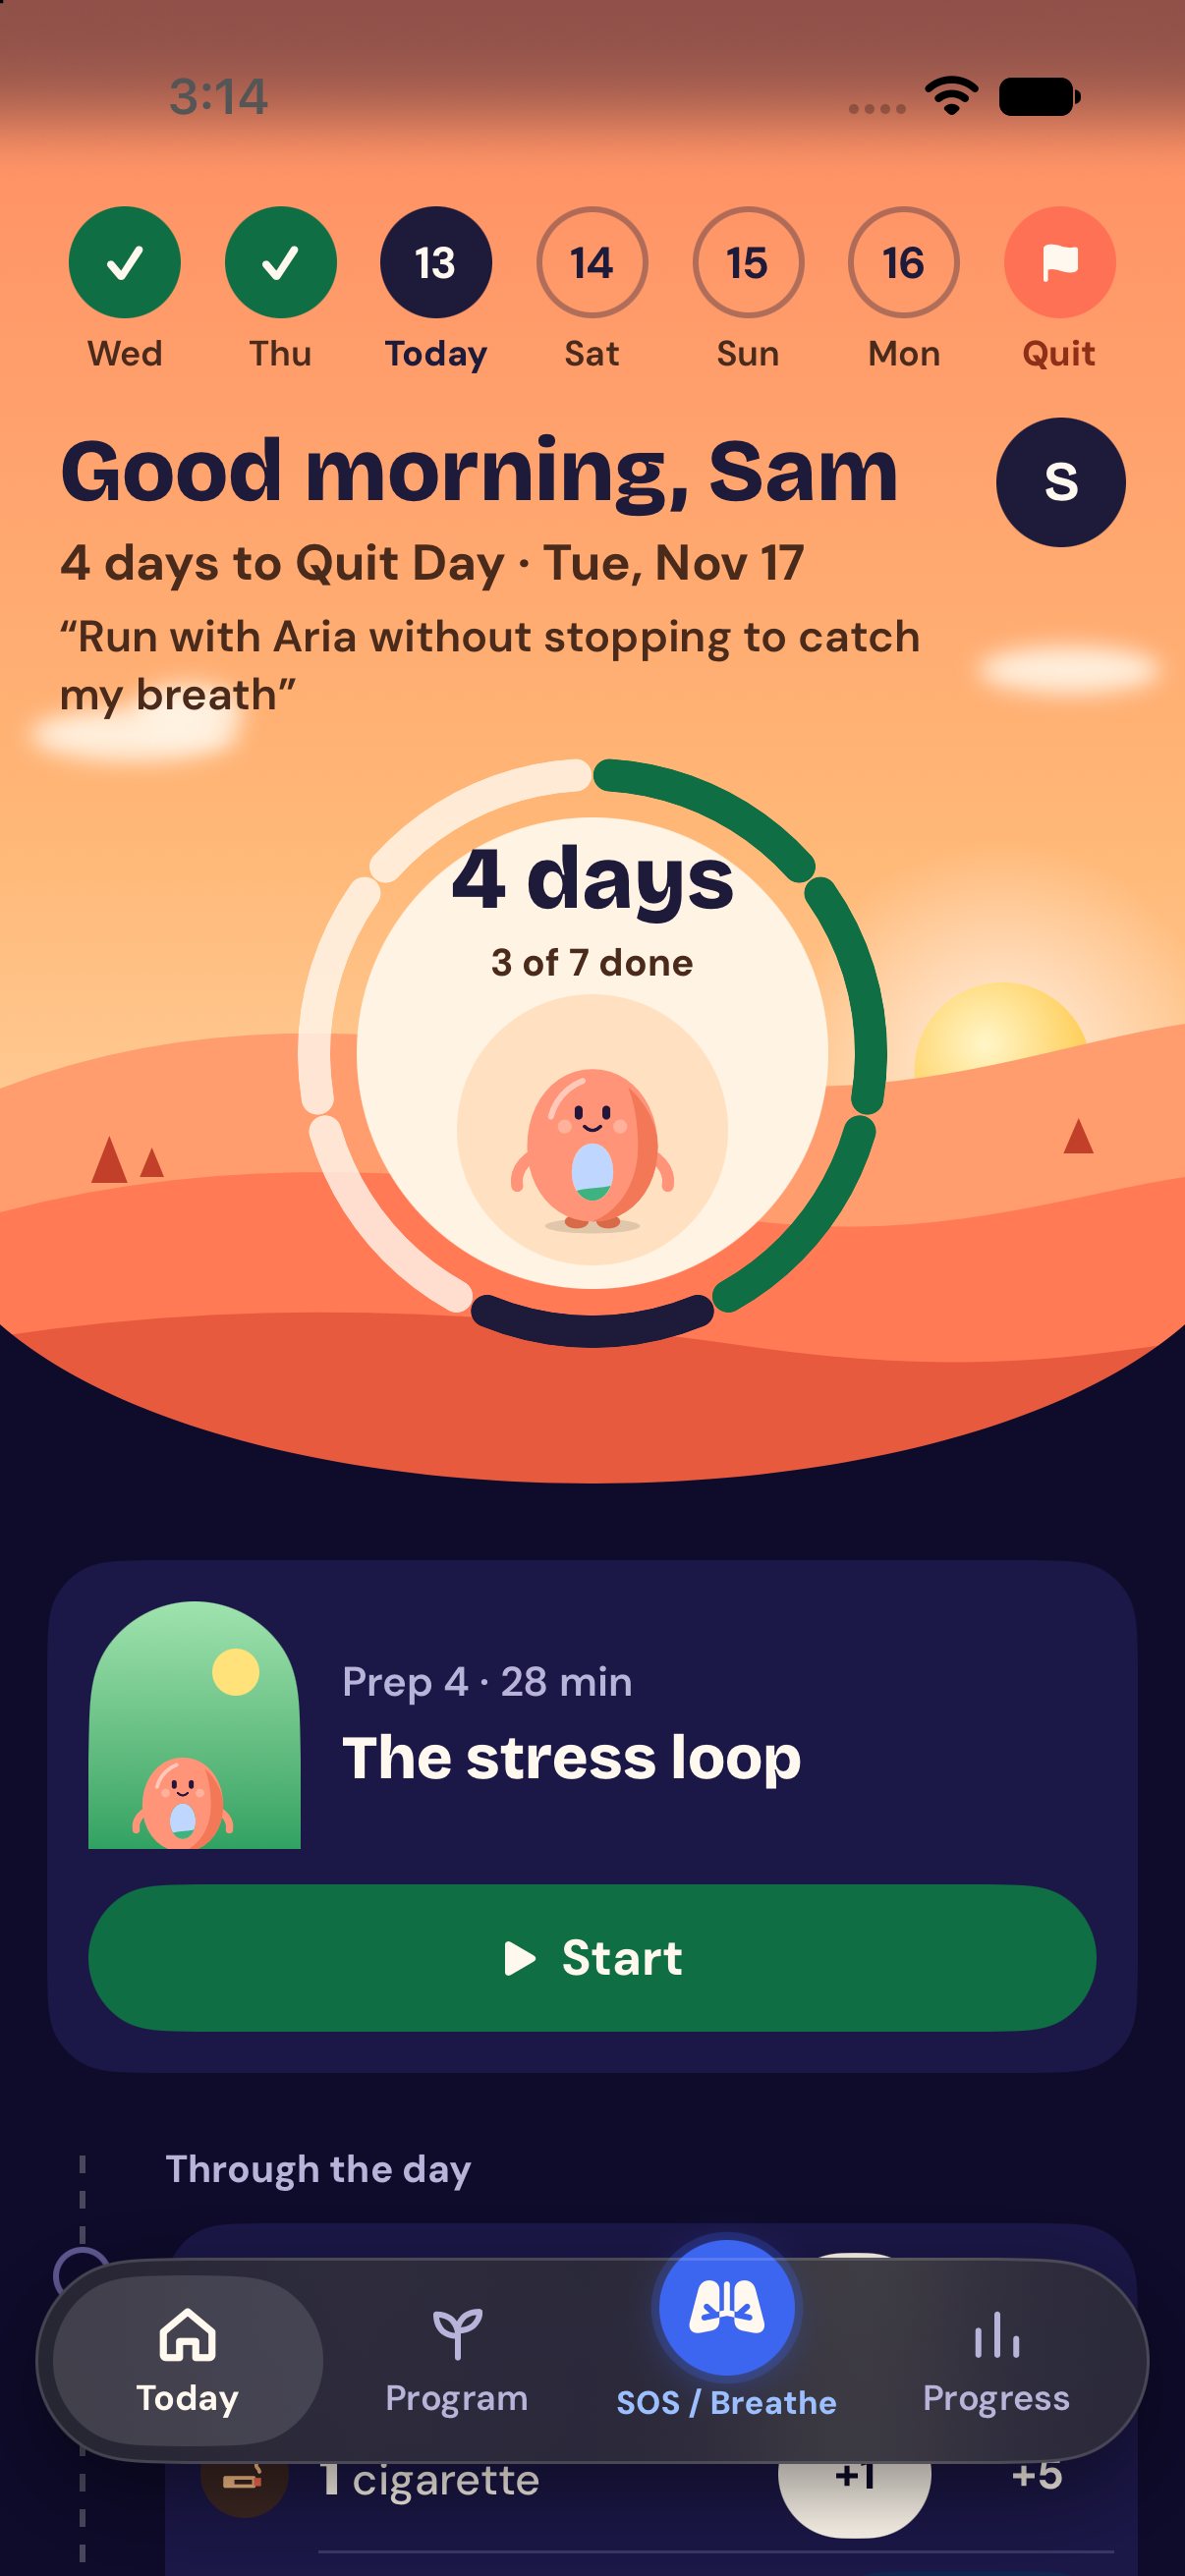 3:14
13
14
15
16
Wed
Thu
Today
Sat
Sun
Mon
Quit
Good morning, Sam
S
4 days to Quit Day · Tue, Nov 17
“Run with Aria without stopping to catch
my breath”
4 days
3 of 7 done
Prep 4 · 28 min
The stress loop
Start
Through the day
Today
Program
SOS / Breathe
Progress
1 cigarette
+1
+5